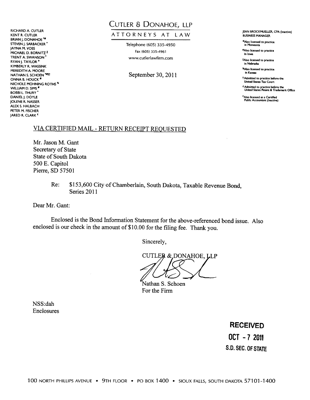 CUTLER & DONAHOE, LLP
ATTORNEYS AT LAW
Telephone (605) 335-4950
Fax (605) 335-4961
www.cutlerlawfirm.com
RICHARD A. CUTLER
KENT R. CUTLER
BRIAN J. DONAHOE
STEVEN J. SARBACKER
JAYNA M. VOSS
MICHAEL D. BORNITZ
TRENT A. SWANSON
RYAN J. TAYLOR
KIMBERLY R. WASSINK
MEREDITH A. MOORE
NATHAN S. SCHOEN
ONNA B. HOUCK
NICHOLE MOHNING ROTHS
WILLIAM E. SIMS
BOBBI L. THURY
DANIEL J. DOYLE
JOLENE R. NASSER
ALEX S. HALBACH
PETER M. FISCHER
JARED R. CLARK
JEAN BROCKMUELLER, CPA (Inactive)
BUSINESS MANAGER
Also licensed to practice
in Minnesota
Also licensed to practice
in Iowa
Also licensed to practice
in Nebraska
Also licensed to practice
in Kansas
Admitted to practice before the
United States Tax Court
Admitted to practice before the
United States Patent & Trademark Office
Also licensed as a Certified
Public Accountant (Inactive)
September 30, 2011
VIA CERTIFIED MAIL - RETURN RECEIPT REQUESTED
Mr. Jason M. Gant
Secretary of State
State of South Dakota
500 E. Capitol
Pierre, SD 57501
Re: $153,600 City of Chamberlain, South Dakota, Taxable Revenue Bond,
Series 2011
Dear Mr. Gant:
Enclosed is the Bond Information Statement for the above-referenced bond issue. Also
enclosed is our check in the amount of $10.00 for the filing fee. Thank you.
Sincerely,
CUTLER & DONAHOE, LLP
Nathan S. Schoen
For the Firm
NSS:dah
Enclosures
RECEIVED
OCT - 7 2011
S.D. SEC. OF STATE
100 NORTH PHILLIPS AVENUE • 9TH FLOOR • PO BOX 1400 • SIOUX FALLS, SOUTH DAKOTA 57101-1400